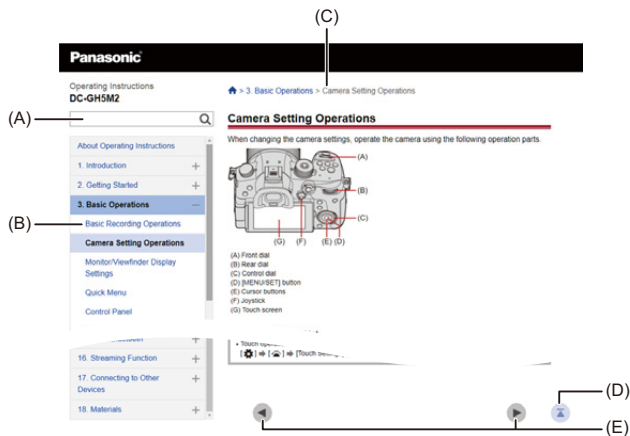 (C)
Panasonic
Operating Instructions
DC-GH5M2
> 3. Basic Operations > Camera Setting Operations
(A)
Camera Setting Operations
About Operating Instructions
1. Introduction +
2. Getting Started +
3. Basic Operations —
(B)
Basic Recording Operations
Camera Setting Operations
Monitor/Viewfinder Display
Settings
Quick Menu
Control Panel
When changing the camera settings, operate the camera using the following operation parts.
(A)
(B)
(C)
(G) (F) (E) (D)
(A) Front dial
(B) Rear dial
(C) Control dial
(D) [MENU/SET] button
(E) Cursor buttons
(F) Joystick
(G) Touch screen
+
16. Streaming Function +
17. Connecting to Other
Devices +
18. Materials +
• Touch
[ ] ➡ [ ] ➡ [Touch
(D)
(E)